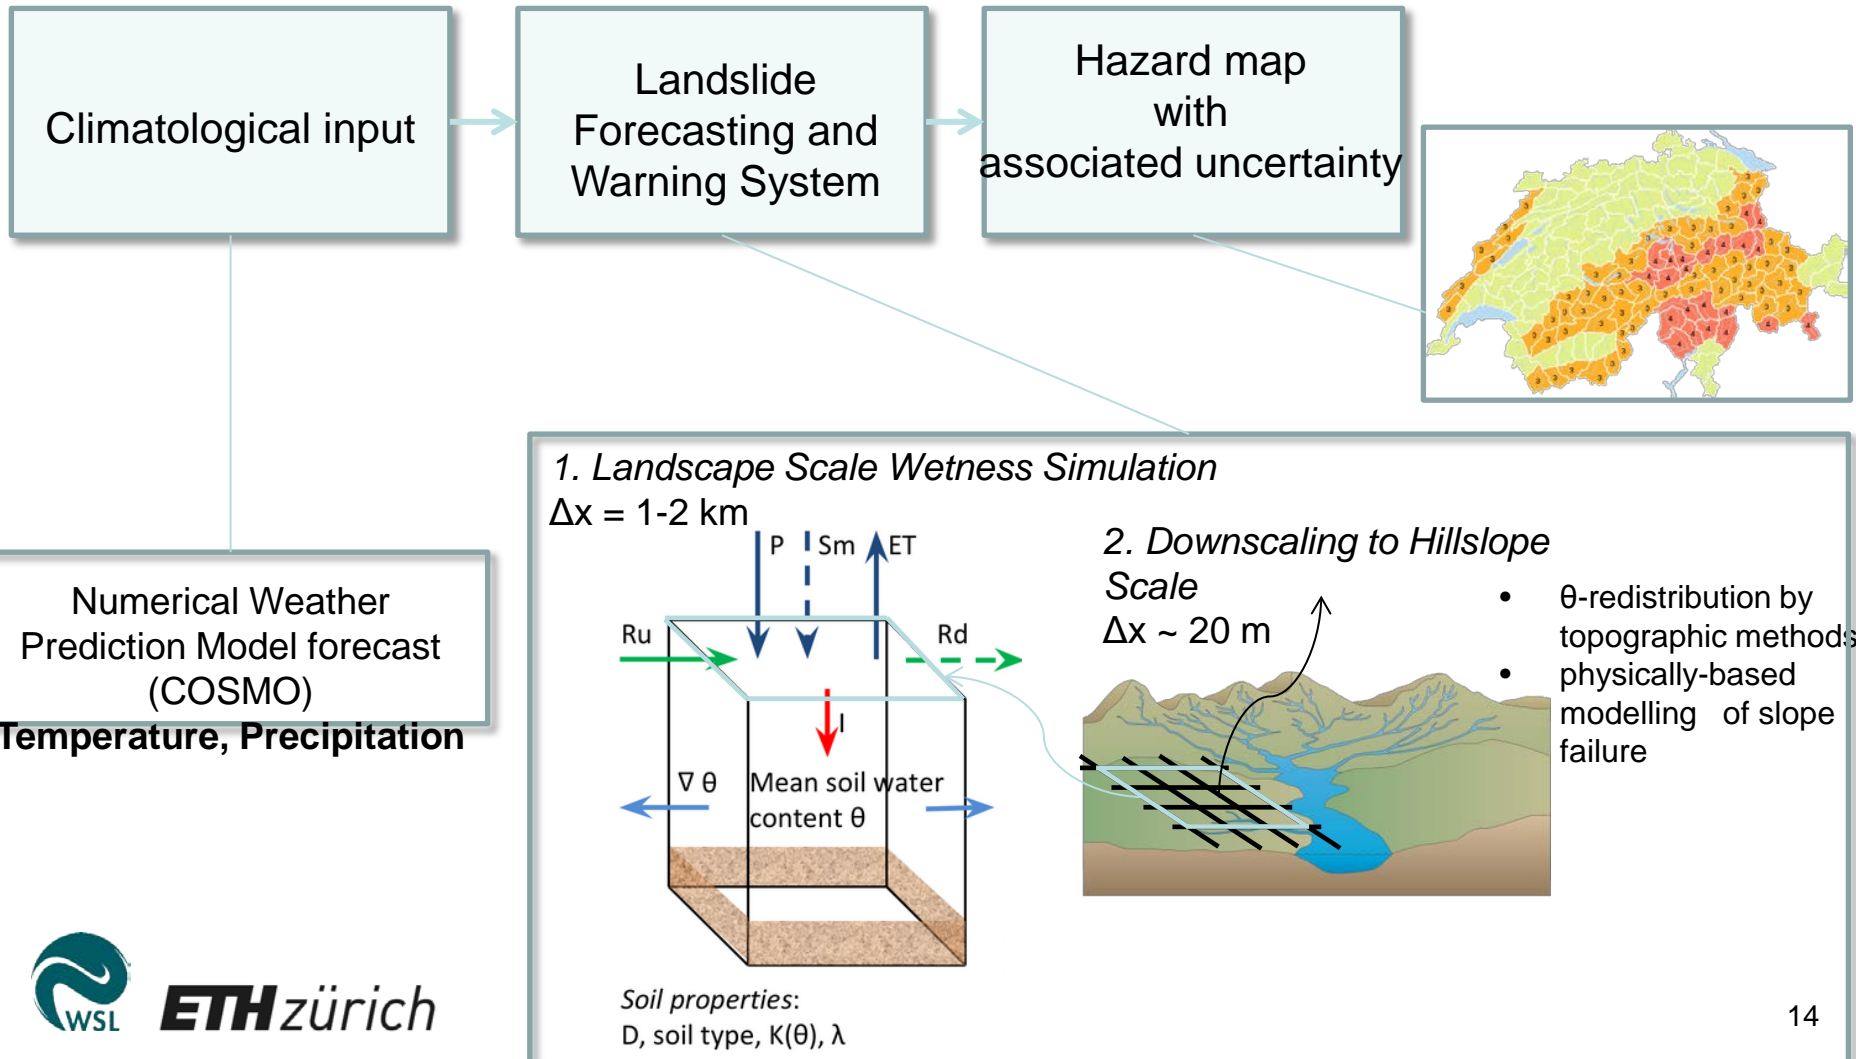 Climatological input
Landslide
Forecasting and
Warning System
Hazard map
with
associated uncertainty
Numerical Weather
Prediction Model forecast
(COSMO)
Temperature, Precipitation
1. Landscape Scale Wetness Simulation
Δx = 1-2 km
P
Sm
ET
Ru
Rd
I
∇ θ
Mean soil water
content θ
Soil properties:
D, soil type, K(θ), λ
2. Downscaling to Hillslope
Scale
Δx ~ 20 m
• θ-redistribution by
topographic methods
• physically-based
modelling of slope
failure
WSL
ETH zürich
14